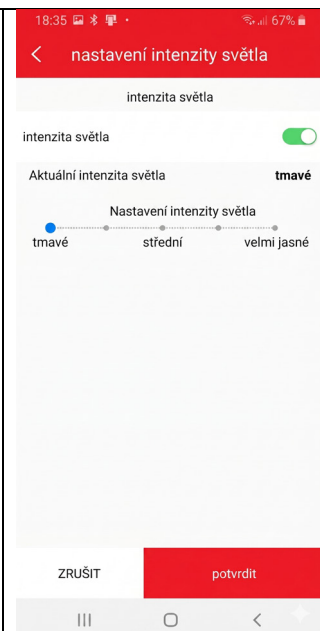 18:35 67%
nastavení intenzity světla
intenzita světla
intenzita světla
Aktuální intenzita světla tmavé
Nastavení intenzity světla
tmavé střední velmi jasné
ZRUŠIT potvrdit